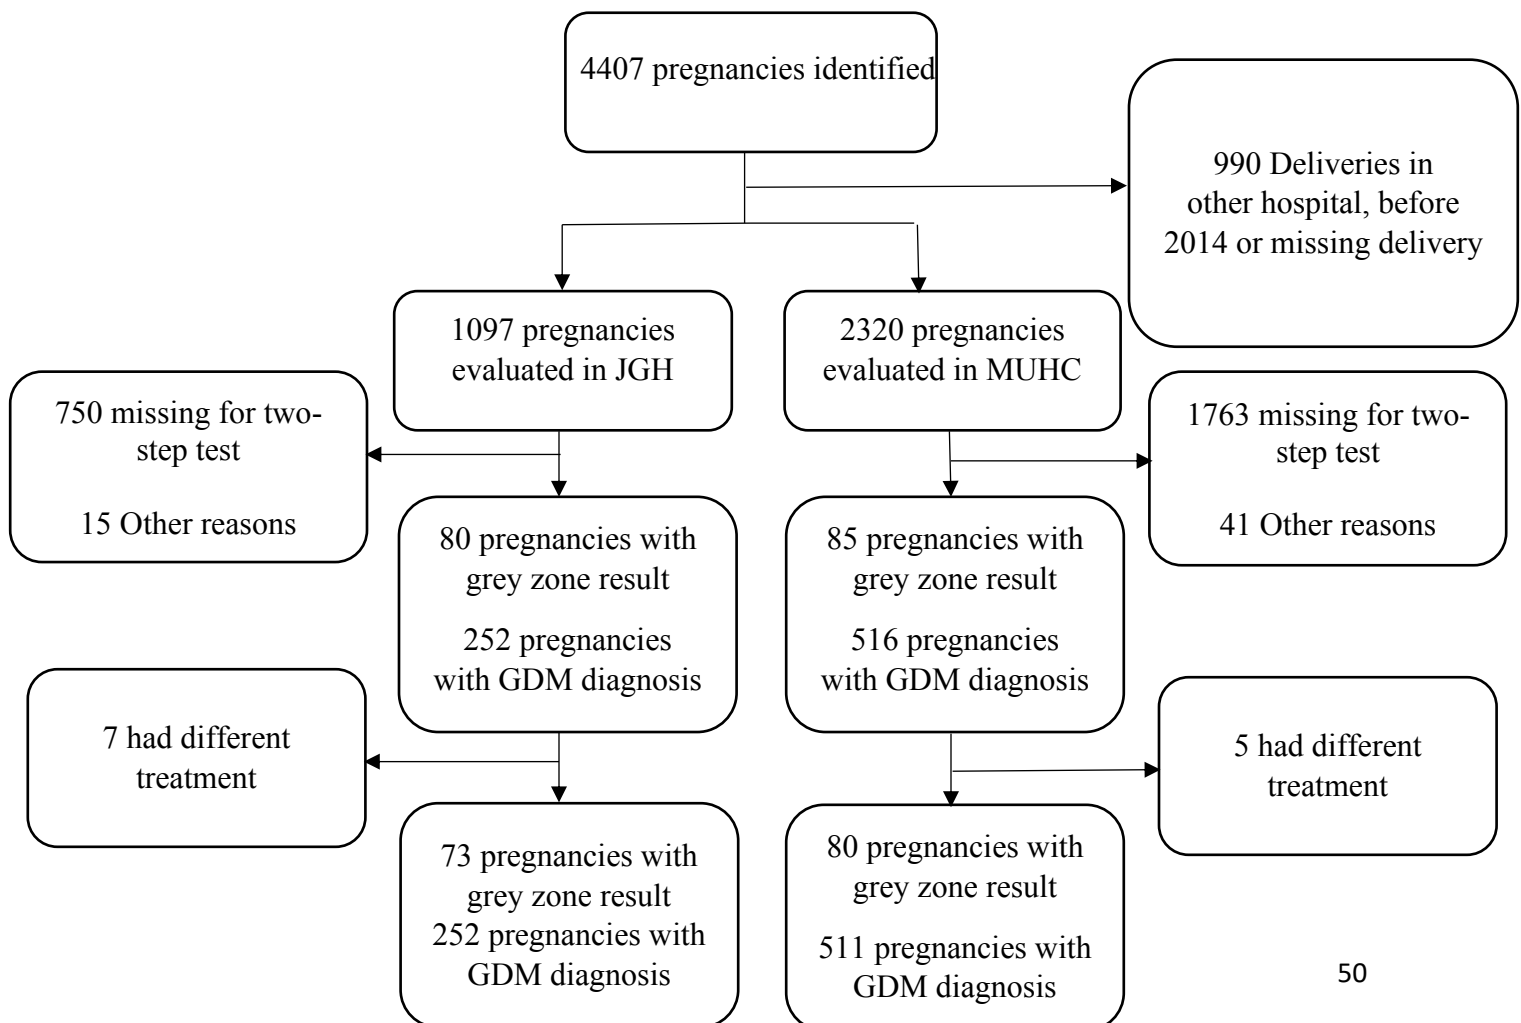 4407 pregnancies identified
990 Deliveries in
other hospital, before
2014 or missing delivery
1097 pregnancies
evaluated in JGH
2320 pregnancies
evaluated in MUHC
750 missing for two-
step test
15 Other reasons
1763 missing for two-
step test
41 Other reasons
80 pregnancies with
grey zone result
252 pregnancies
with GDM diagnosis
85 pregnancies with
grey zone result
516 pregnancies
with GDM diagnosis
7 had different
treatment
5 had different
treatment
73 pregnancies with
grey zone result
252 pregnancies with
GDM diagnosis
80 pregnancies with
grey zone result
511 pregnancies with
GDM diagnosis
50